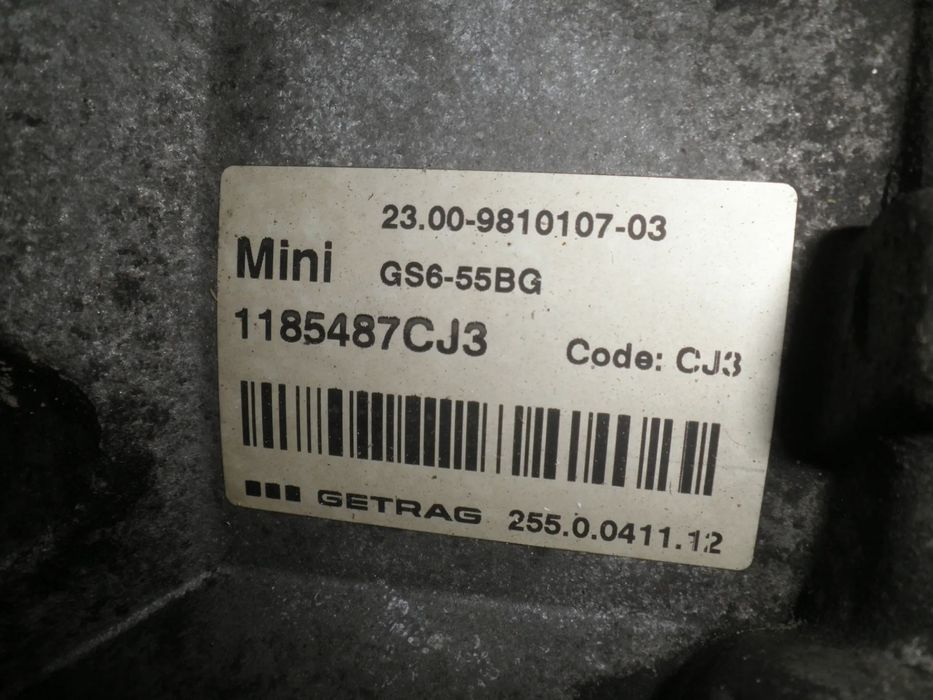 23.00-9810107-03
Mini GS6-55BG
1185487CJ3 Code: CJ3
GETRAG 255.0.0411.12